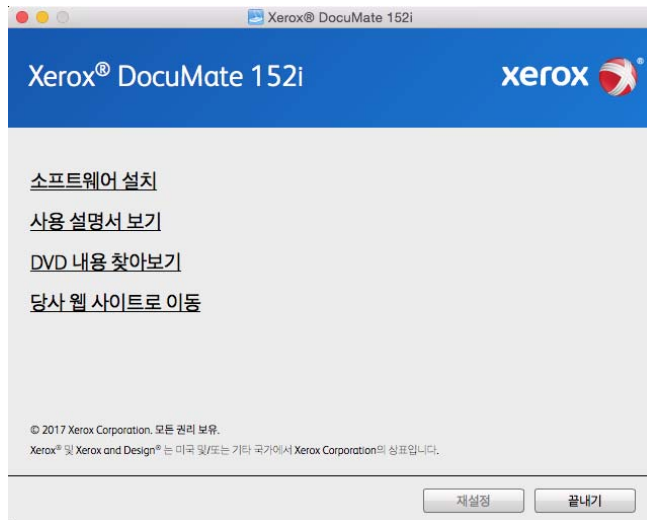 Xerox® DocuMate 152i
Xerox® DocuMate 152i
xerox®
소프트웨어 설치
사용 설명서 보기
DVD 내용 찾아보기
당사 웹 사이트로 이동
© 2017 Xerox Corporation. 모든 권리 보유.
Xerox® 및 Xerox and Design® 는 미국 및/또는 기타 국가에서 Xerox Corporation의 상표입니다.
재설정
끝내기